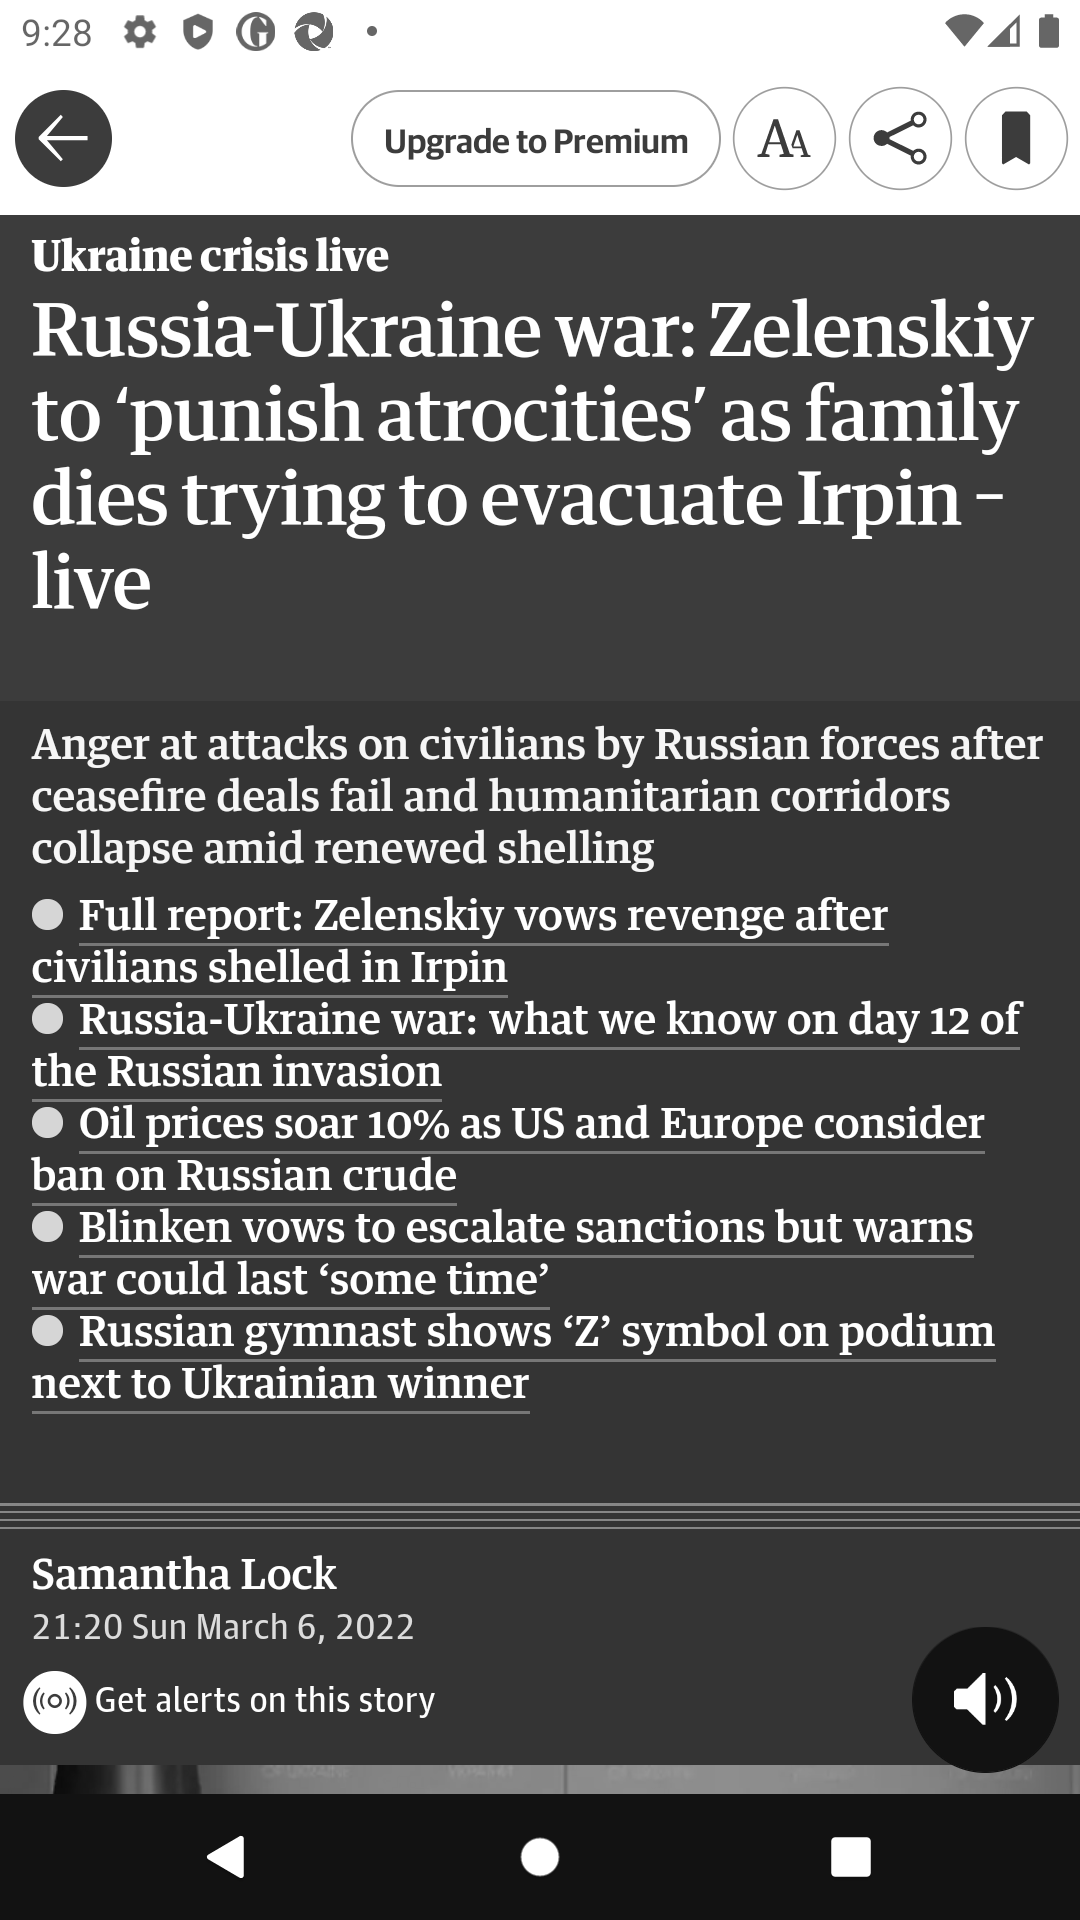 9:28
Upgrade to Premium
AA
Ukraine crisis live
Russia-Ukraine war: Zelenskiy
to ‘punish atrocities’ as family
dies trying to evacuate Irpin –
live
Anger at attacks on civilians by Russian forces after
ceasefire deals fail and humanitarian corridors
collapse amid renewed shelling
Full report: Zelenskiy vows revenge after
civilians shelled in Irpin
Russia-Ukraine war: what we know on day 12 of
the Russian invasion
Oil prices soar 10% as US and Europe consider
ban on Russian crude
Blinken vows to escalate sanctions but warns
war could last ‘some time’
Russian gymnast shows ‘Z’ symbol on podium
next to Ukrainian winner
Samantha Lock
21:20 Sun March 6, 2022
Get alerts on this story